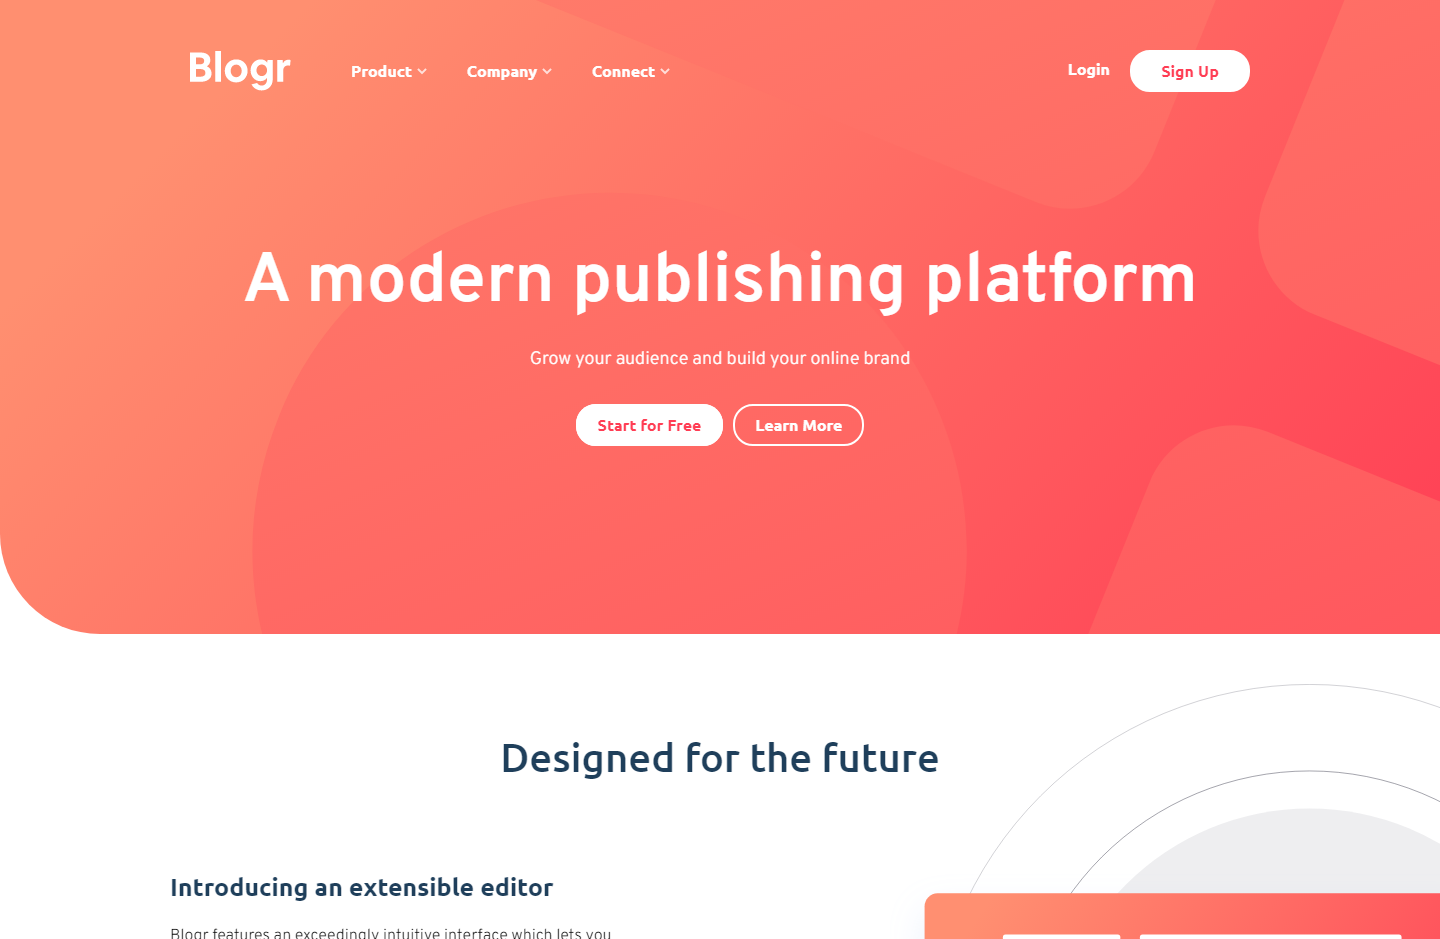 Blogr Product Company Connect Login Sign Up
A modern publishing platform
Grow your audience and build your online brand
Start for Free Learn More
Designed for the future
Introducing an extensible editor
Blogr features an exceedingly intuitive interface which lets you